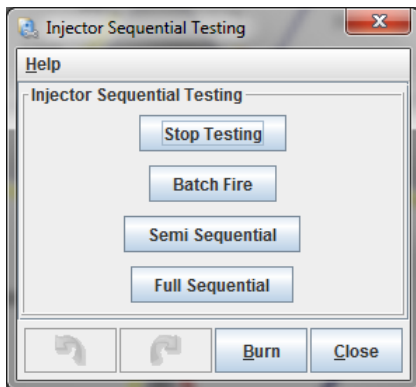 Injector Sequential Testing
Help
Injector Sequential Testing
Stop Testing
Batch Fire
Semi Sequential
Full Sequential
Burn Close